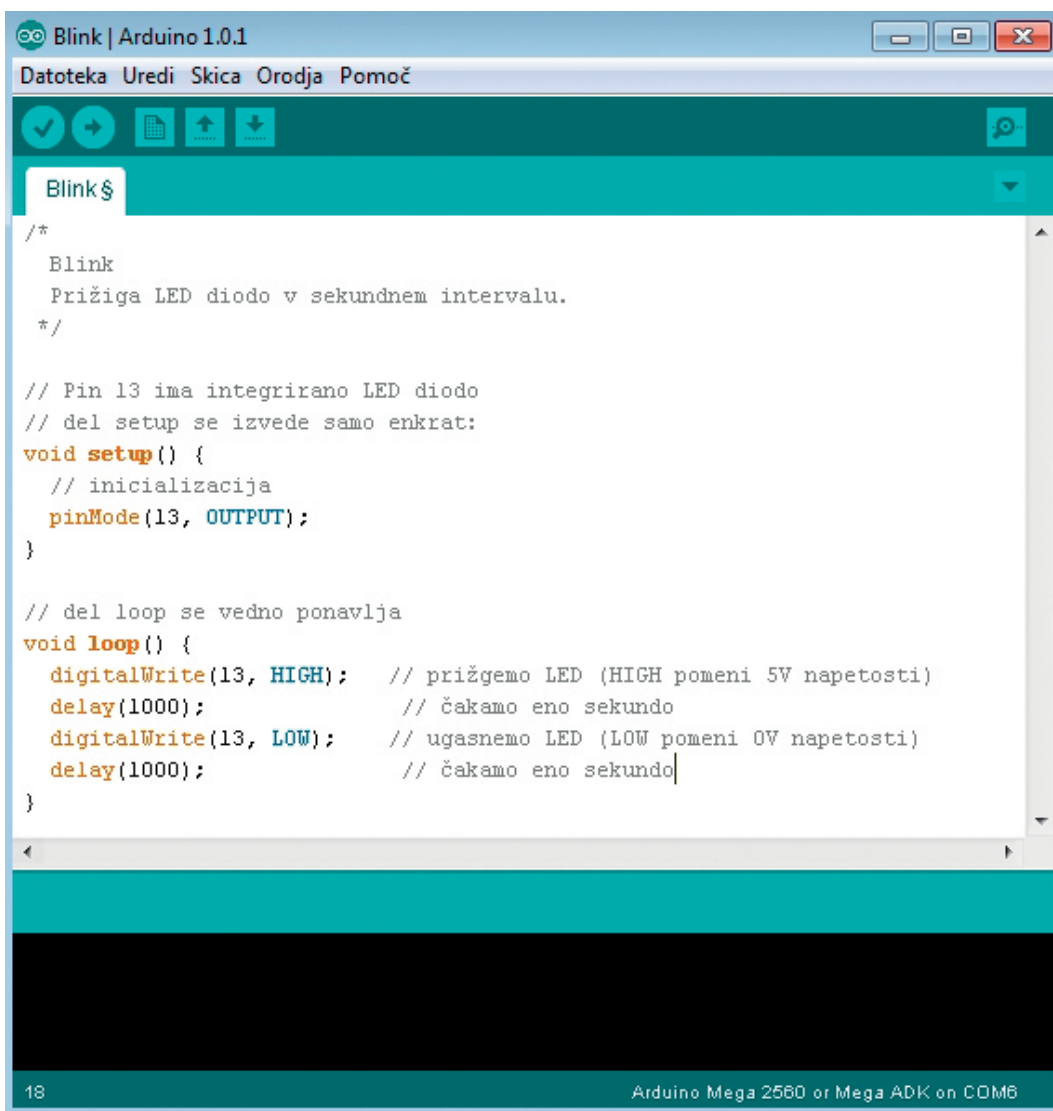 Blink | Arduino 1.0.1
Datoteka Uredi Skica Orodja Pomoč
Blink §
/*
  Blink
  Prižiga LED diodo v sekundnem intervalu.
 */

// Pin 13 ima integrirano LED diodo
// del setup se izvede samo enkrat:
void setup() {
  // inicializacija
  pinMode(13, OUTPUT);
}

// del loop se vedno ponavlja
void loop() {
  digitalWrite(13, HIGH);   // prižgemo LED (HIGH pomeni 5V napetosti)
  delay(1000);               // čakamo eno sekundo
  digitalWrite(13, LOW);    // ugasnemo LED (LOW pomeni 0V napetosti)
  delay(1000);               // čakamo eno sekundo
}
18 Arduino Mega 2560 or Mega ADK on COM6